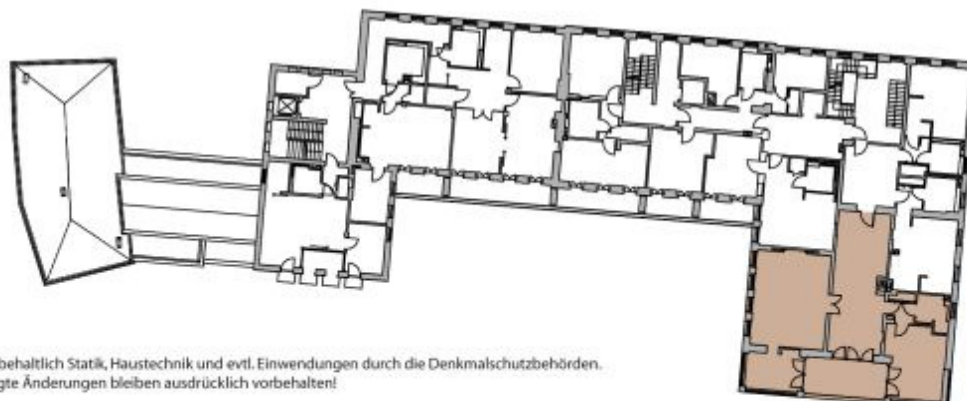 behaltlich Statik, Haustechnik und evtl. Einwendungen durch die Denkmalschutzbehörden.
gte Änderungen bleiben ausdrücklich vorbehalten!